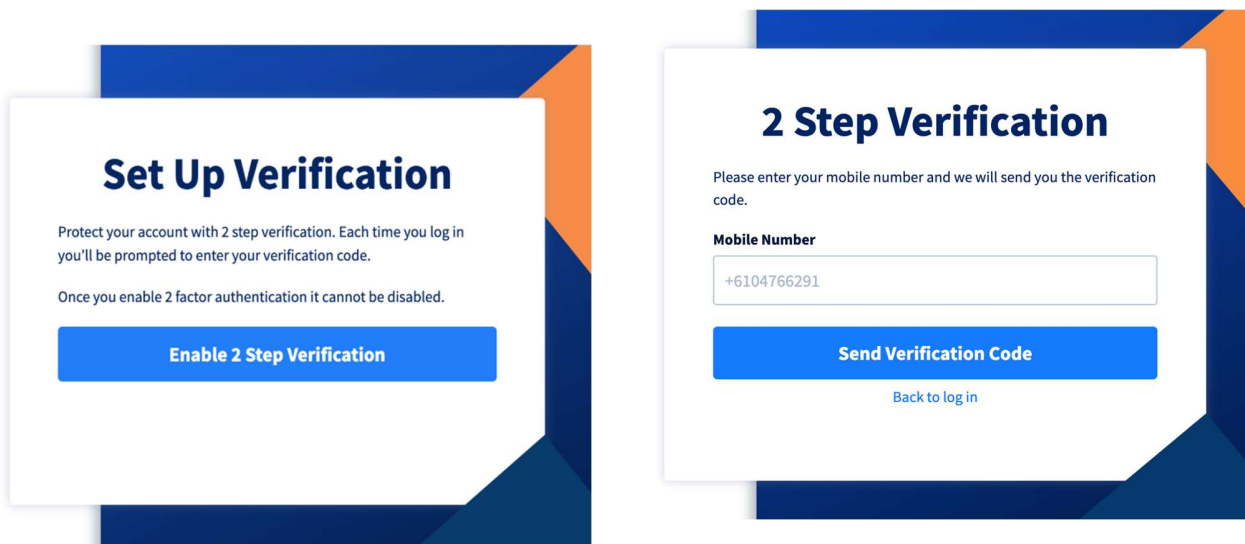 Set Up Verification
Protect your account with 2 step verification. Each time you log in
you'll be prompted to enter your verification code.
Once you enable 2 factor authentication it cannot be disabled.
Enable 2 Step Verification
2 Step Verification
Please enter your mobile number and we will send you the verification
code.
Mobile Number
+6104766291
Send Verification Code
Back to log in